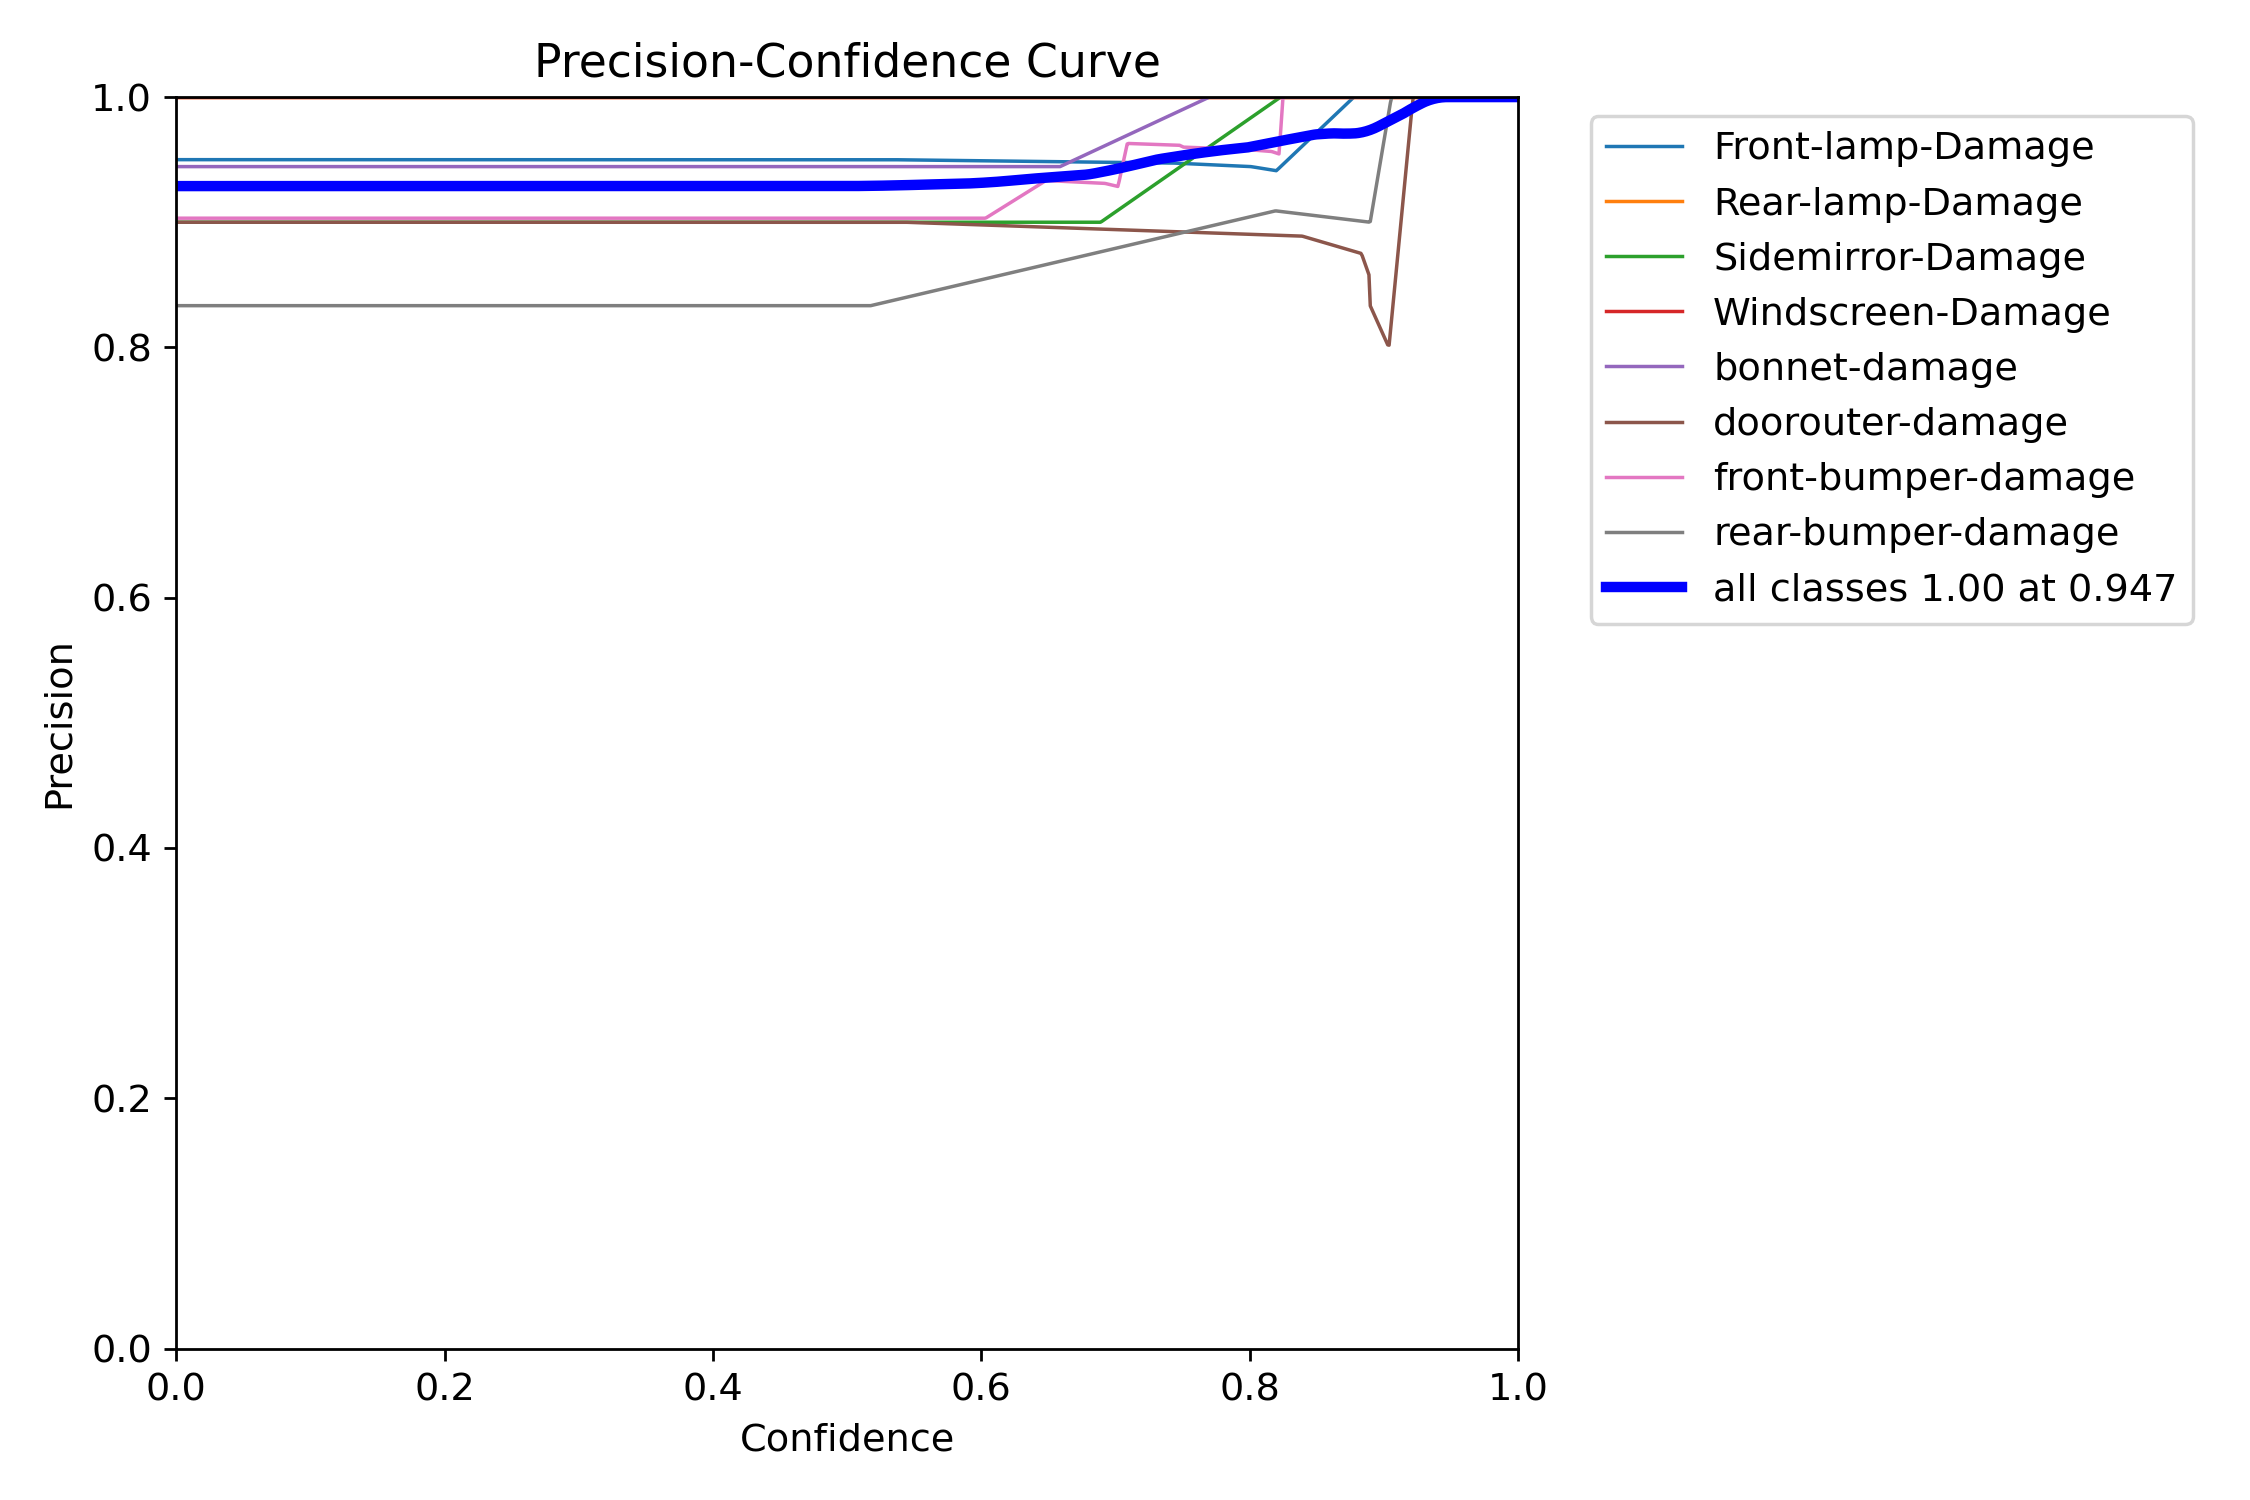 Precision-Confidence Curve
1.0
0.8
0.6
0.4
0.2
0.0
Precision
0.0 0.2 0.4 0.6 0.8 1.0
Confidence
Front-lamp-Damage
Rear-lamp-Damage
Sidemirror-Damage
Windscreen-Damage
bonnet-damage
doorouter-damage
front-bumper-damage
rear-bumper-damage
all classes 1.00 at 0.947